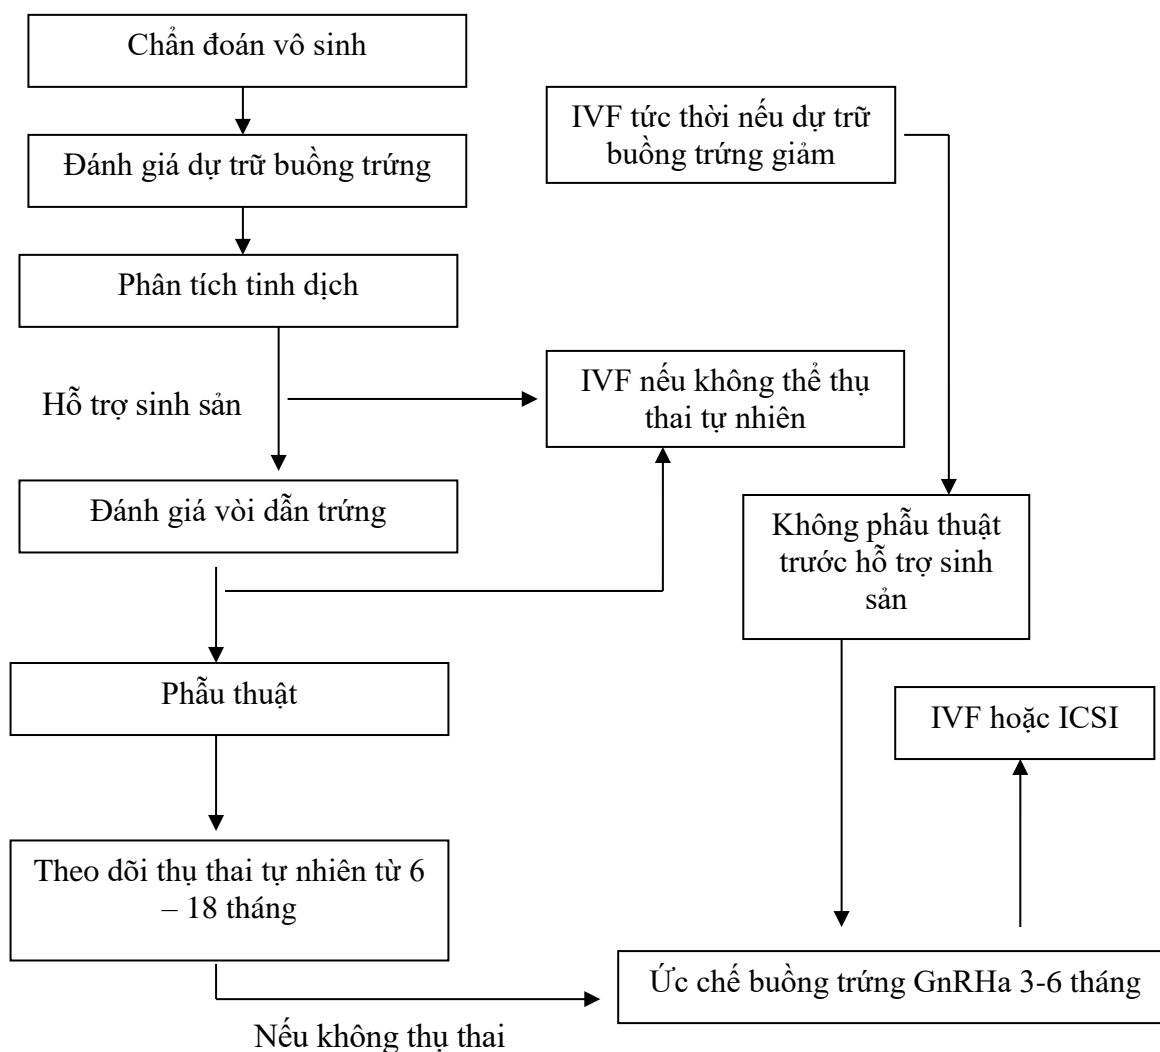 Chẩn đoán vô sinh
IVF tức thời nếu dự trữ
buồng trứng giảm
Đánh giá dự trữ buồng trứng
Phân tích tinh dịch
IVF nếu không thể thụ
thai tự nhiên
Hỗ trợ sinh sản
Đánh giá vòi dẫn trứng
Không phẫu thuật
trước hỗ trợ sinh
sản
Phẫu thuật
IVF hoặc ICSI
Theo dõi thụ thai tự nhiên từ 6
– 18 tháng
Ức chế buồng trứng GnRHa 3-6 tháng
Nếu không thụ thai